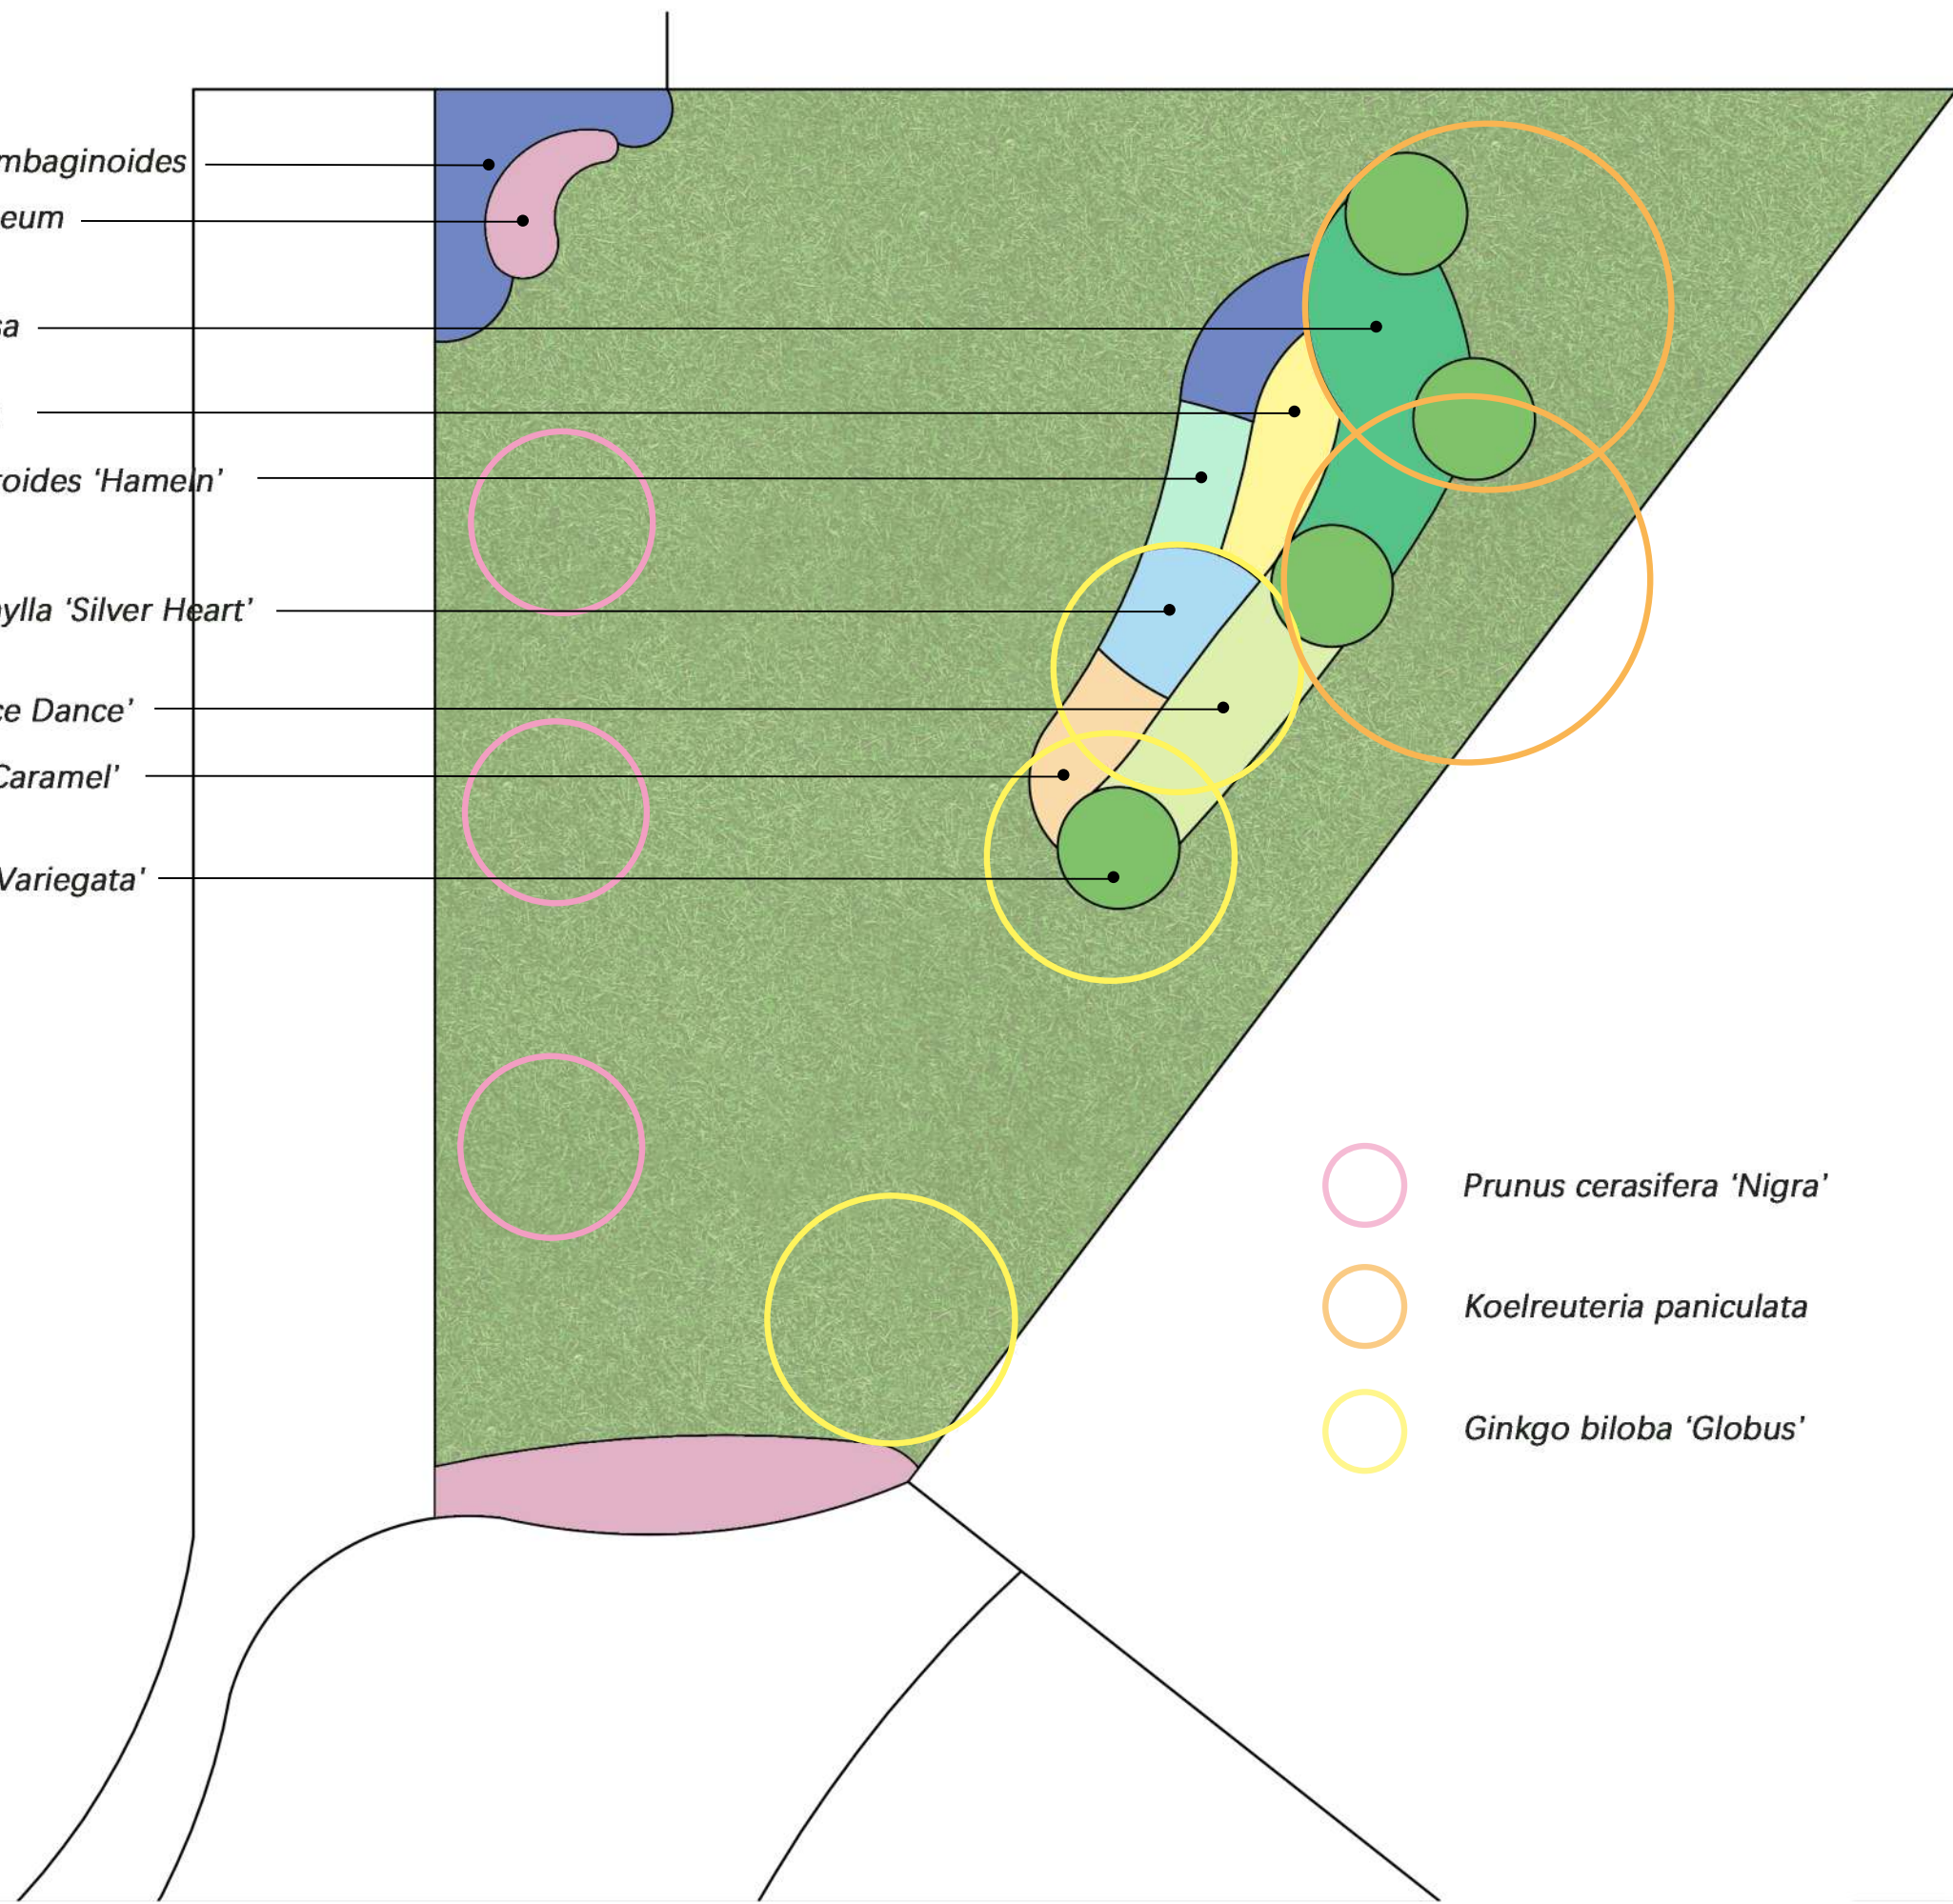 mbaginoides
eum
sa
roides ‘Hameln’
ylla ‘Silver Heart’
ce Dance’
Caramel’
Variegata’
Prunus cerasifera ‘Nigra’
Koelreuteria paniculata
Ginkgo biloba ‘Globus’